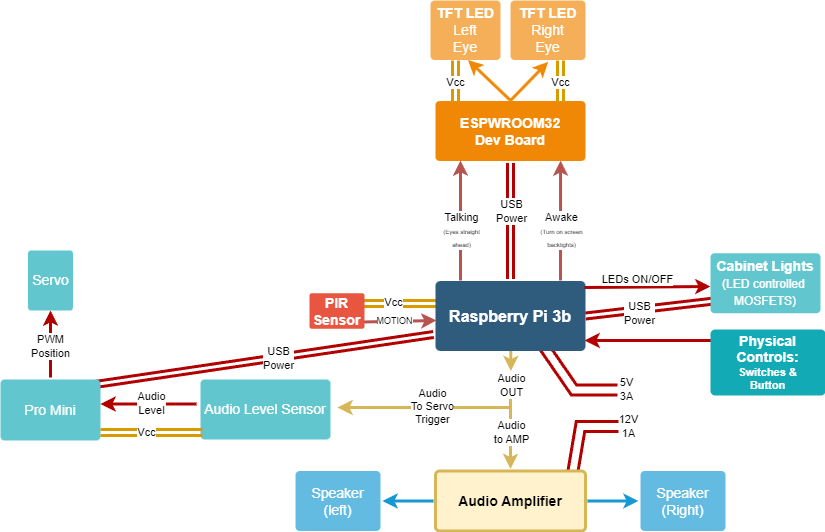 TFT LED
Left
Eye
TFT LED
Right
Eye
Vcc
Vcc
ESPWROOM32
Dev Board
Talking
(Eyes straight
ahead)
USB
Power
Awake
(Turn on screen
backlights)
Servo
PIR
Sensor
Vcc
MOTION
Raspberry Pi 3b
LEDs ON/OFF
USB
Power
Cabinet Lights
(LED controlled
MOSFETS)
Physical
Controls:
Switches &
Button
PWM
Position
USB
Power
Pro Mini
Audio
Level
Vcc
Audio Level Sensor
Audio
To Servo
Trigger
Audio
OUT
Audio
to AMP
5V
3A
12V
1A
Speaker
(left)
Audio Amplifier
Speaker
(Right)